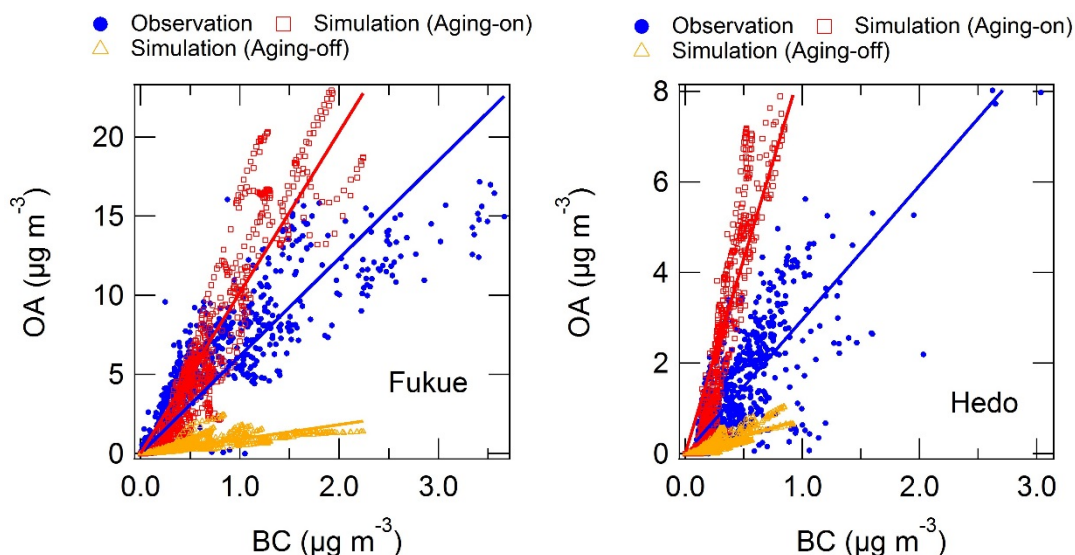 ● Observation □ Simulation (Aging-on)
△ Simulation (Aging-off)
20
15
10
5
0
OA (µg m⁻³)
Fukue
0.0 1.0 2.0 3.0
BC (µg m⁻³)
● Observation □ Simulation (Aging-on)
△ Simulation (Aging-off)
8
6
4
2
0
OA (µg m⁻³)
Hedo
0.0 1.0 2.0 3.0
BC (µg m⁻³)